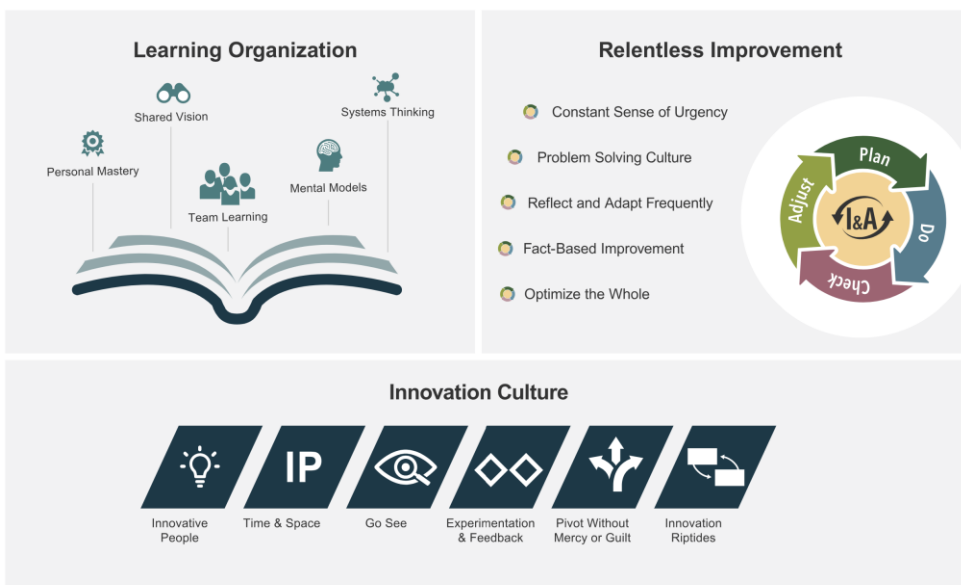 Learning Organization
Systems Thinking
Shared Vision
Personal Mastery
Mental Models
Team Learning
Relentless Improvement
Constant Sense of Urgency
Problem Solving Culture
Reflect and Adapt Frequently
Fact-Based Improvement
Optimize the Whole
Plan
Do
Check
Adjust
I&A
Innovation Culture
IP
Innovative
People
Time & Space
Go See
Experimentation
& Feedback
Pivot Without
Mercy or Guilt
Innovation
Riptides